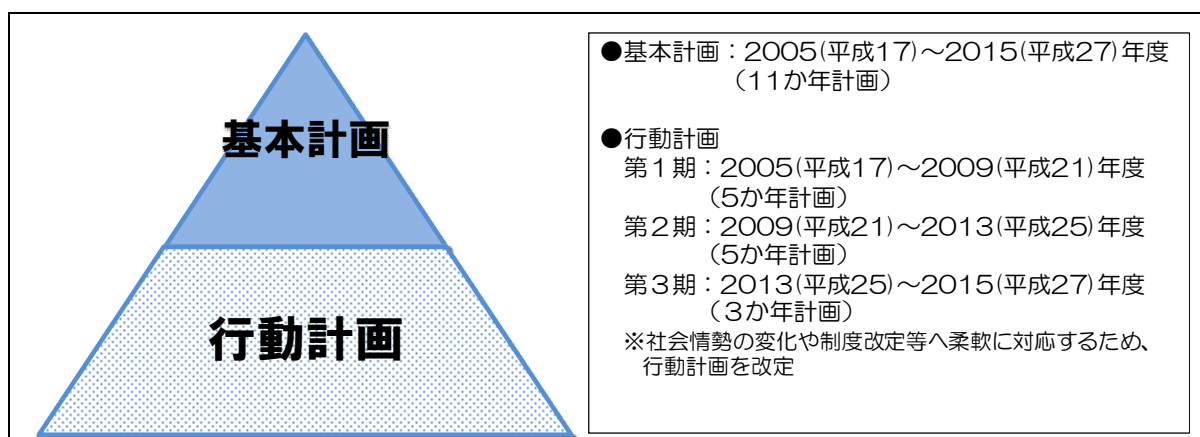 基本計画
行動計画
●基本計画：2005(平成17)～2015(平成27)年度
（11か年計画）
●行動計画
第１期：2005(平成17)～2009(平成21)年度
（5か年計画）
第２期：2009(平成21)～2013(平成25)年度
（5か年計画）
第３期：2013(平成25)～2015(平成27)年度
（３か年計画）
※社会情勢の変化や制度改定等へ柔軟に対応するため、
行動計画を改定